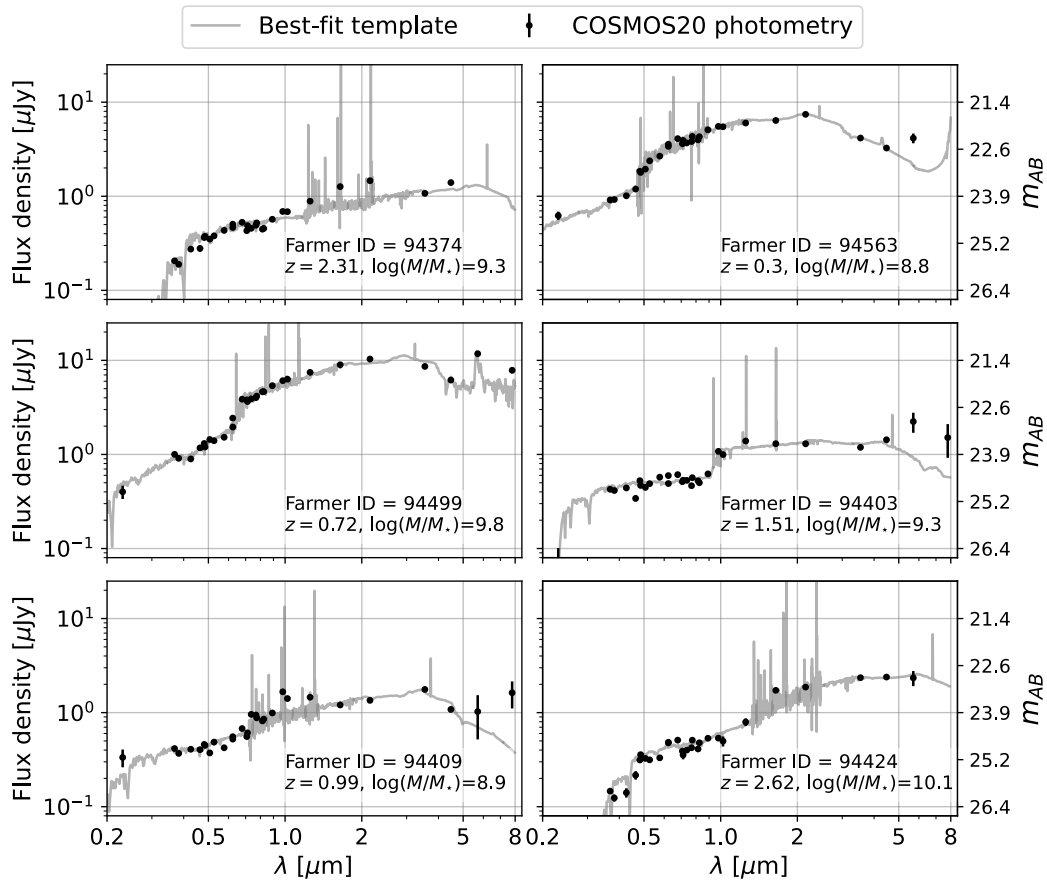 Best-fit template COSMOS20 photometry
Flux density [μJy]
10¹
10⁰
10⁻¹
Farmer ID = 94374
z = 2.31, log(M/M⋆)=9.3
Farmer ID = 94563
z = 0.3, log(M/M⋆)=8.8
21.4
22.6
23.9
25.2
26.4
m_AB
Flux density [μJy]
10¹
10⁰
10⁻¹
Farmer ID = 94499
z = 0.72, log(M/M⋆)=9.8
Farmer ID = 94403
z = 1.51, log(M/M⋆)=9.3
21.4
22.6
23.9
25.2
26.4
m_AB
Flux density [μJy]
10¹
10⁰
10⁻¹
Farmer ID = 94409
z = 0.99, log(M/M⋆)=8.9
Farmer ID = 94424
z = 2.62, log(M/M⋆)=10.1
21.4
22.6
23.9
25.2
26.4
m_AB
0.2 0.5 1.0 2 5 8
0.2 0.5 1.0 2 5 8
λ [μm]
λ [μm]